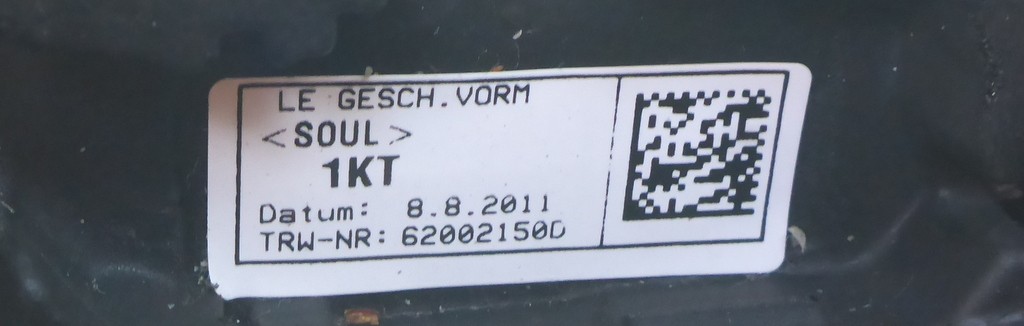 LE GESCH.VORM
<SOUL>
1KT
Datum: 8.8.2011
TRW-NR: 62002150D